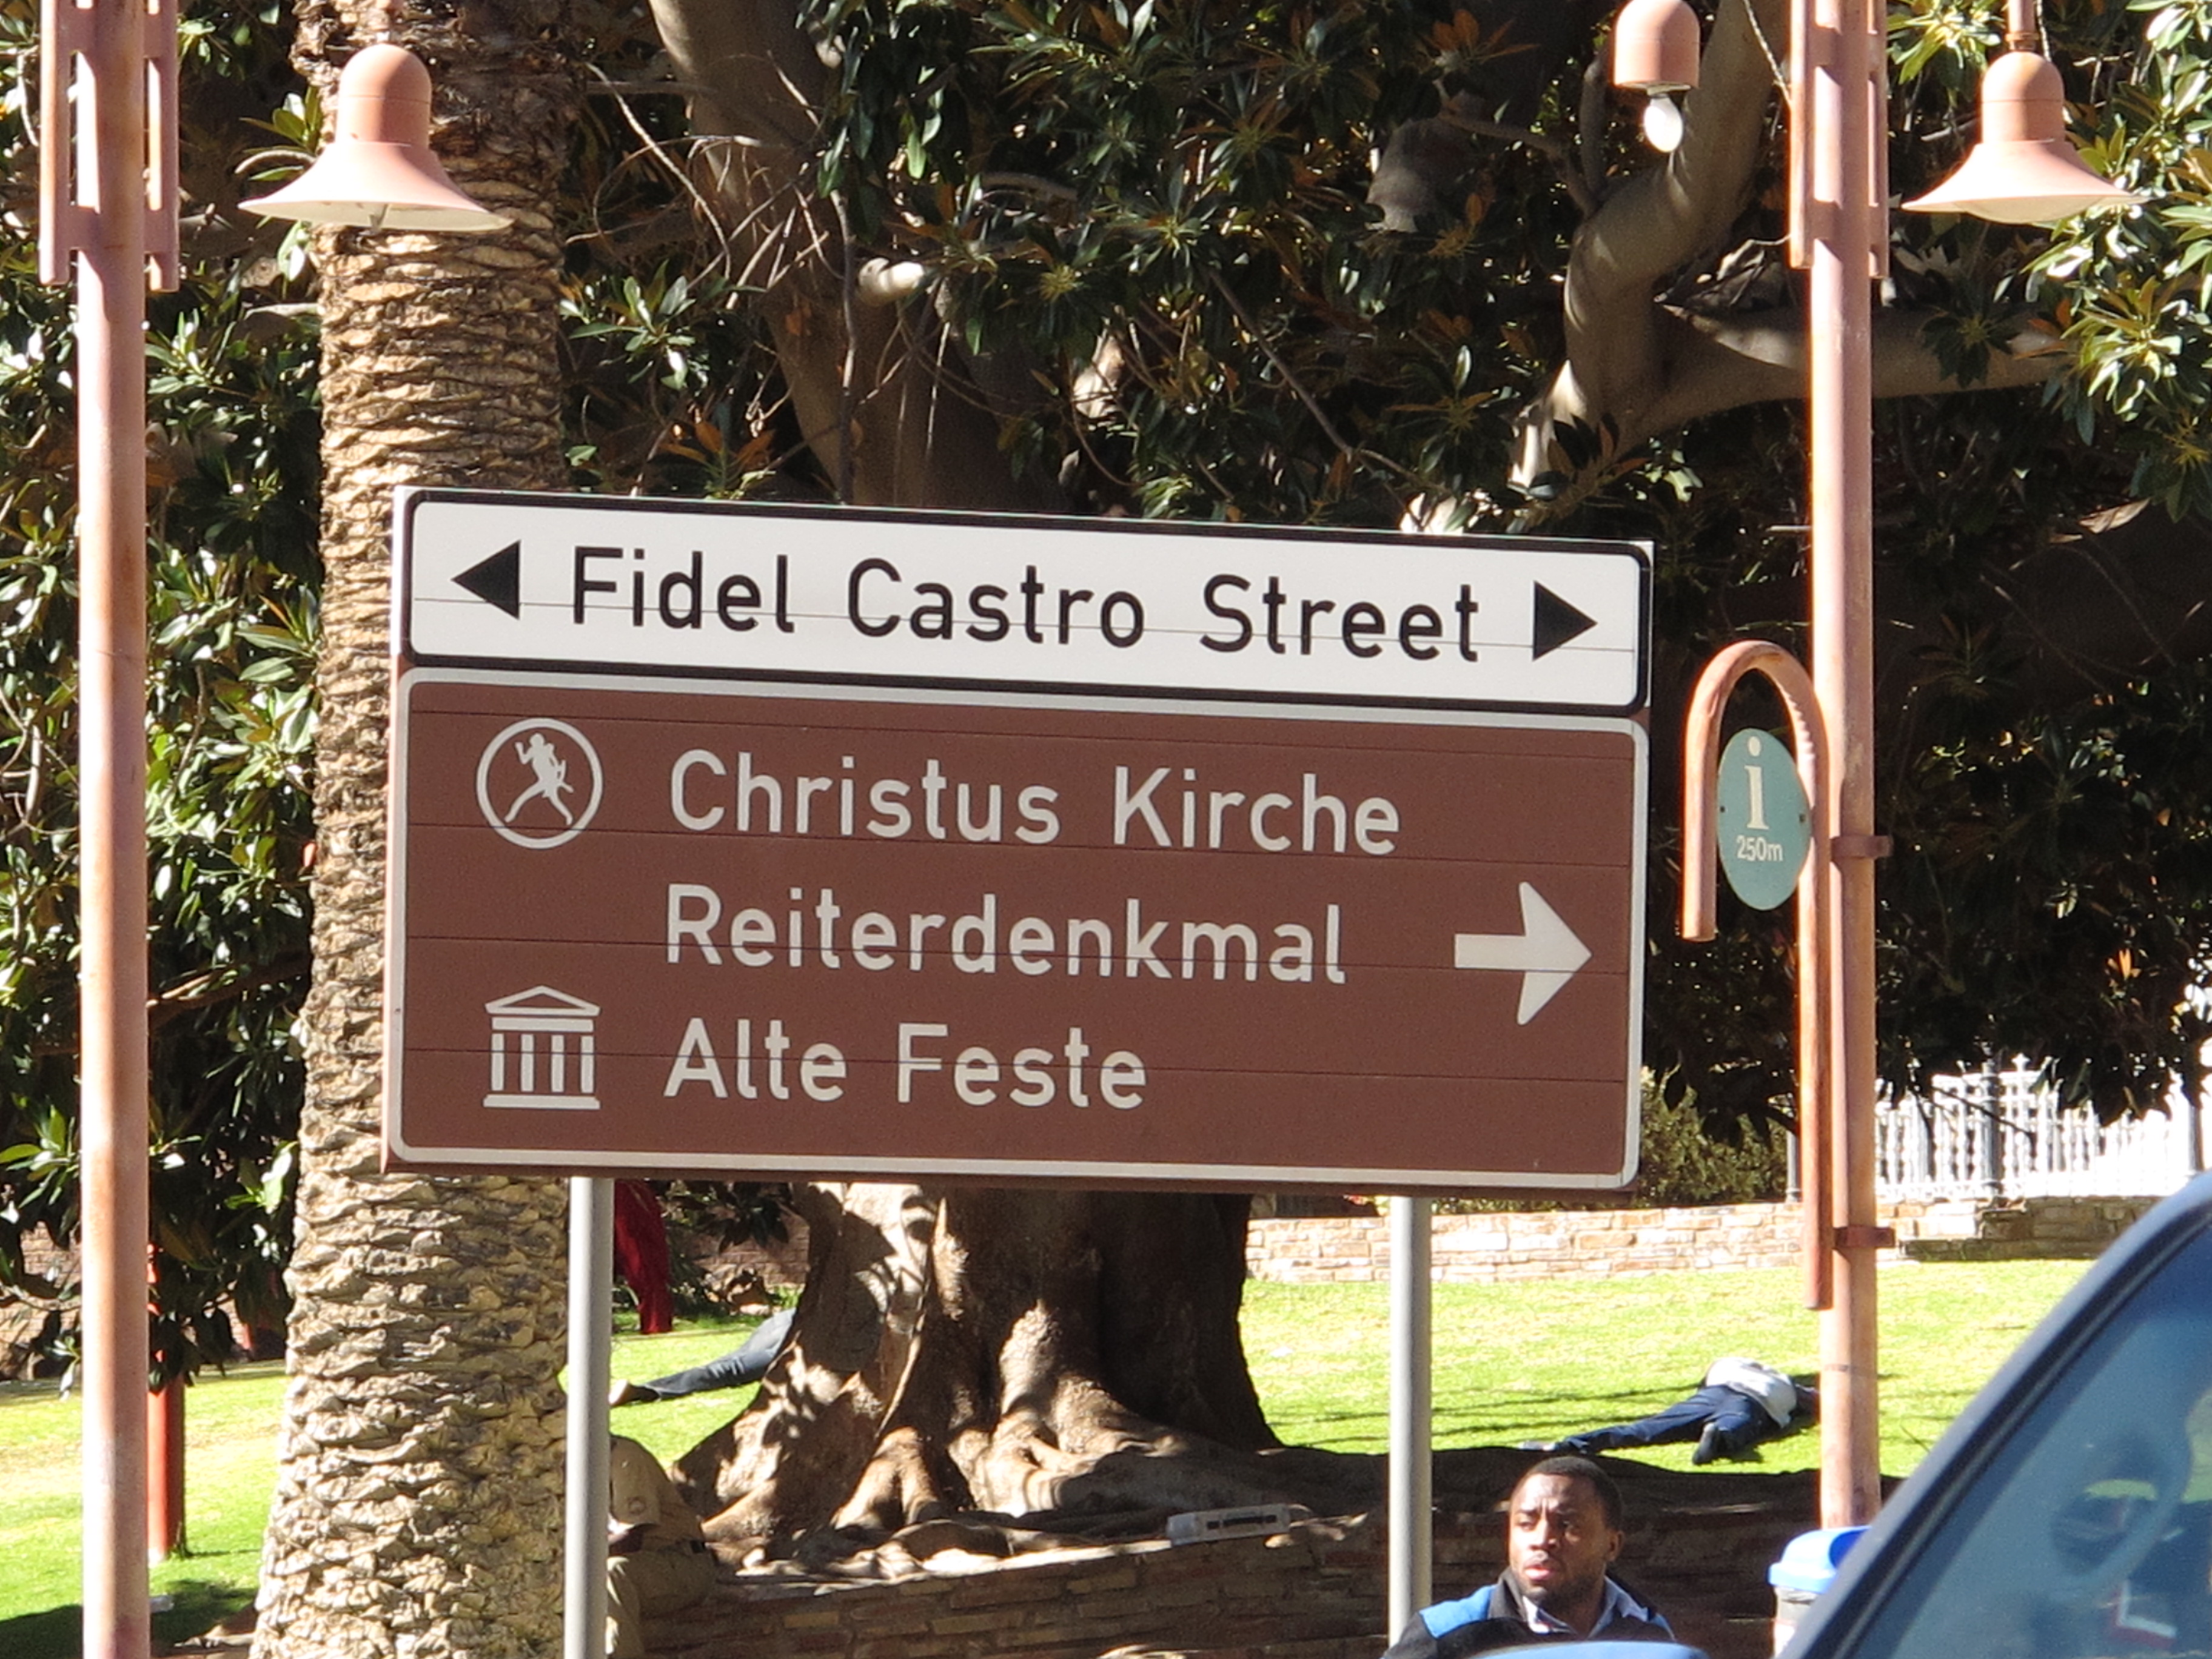 Fidel Castro Street
Christus Kirche
Reiterdenkmal
Alte Feste
i
250m